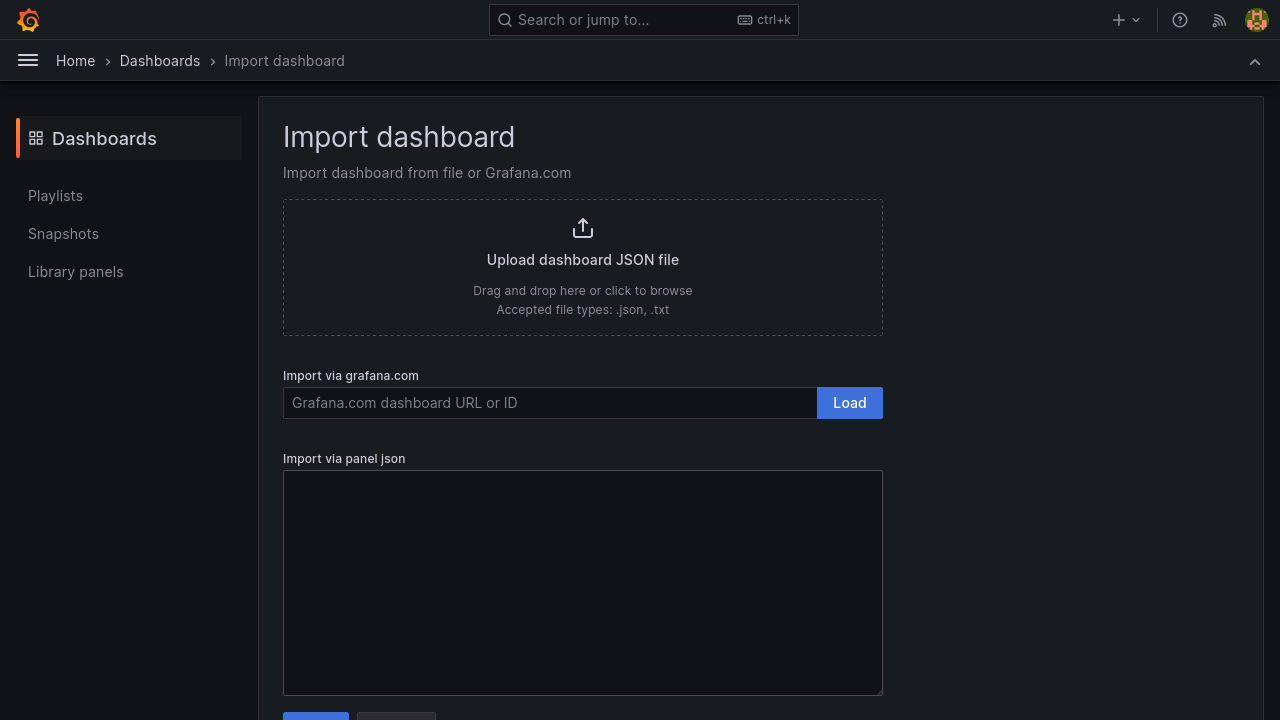 Search or jump to...
ctrl+k
Home
Dashboards
Import dashboard
Dashboards
Playlists
Snapshots
Library panels
Import dashboard
Import dashboard from file or Grafana.com
Upload dashboard JSON file
Drag and drop here or click to browse
Accepted file types: .json, .txt
Import via grafana.com
Grafana.com dashboard URL or ID
Load
Import via panel json